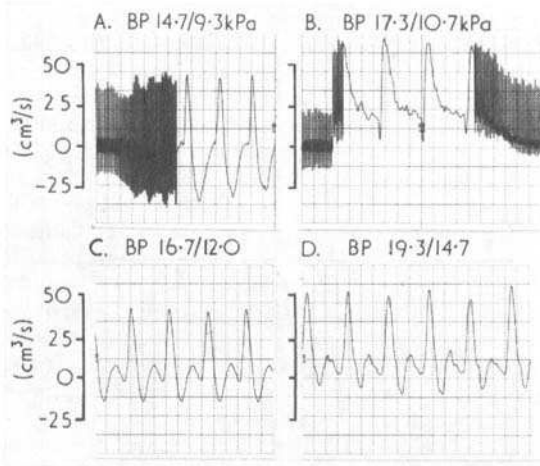 A. BP 14·7/9·3kPa
B. BP 17·3/10·7kPa
50
25
0
-25
(cm³/s)
C. BP 16·7/12·0
D. BP 19·3/14·7
50
25
0
-25
(cm³/s)